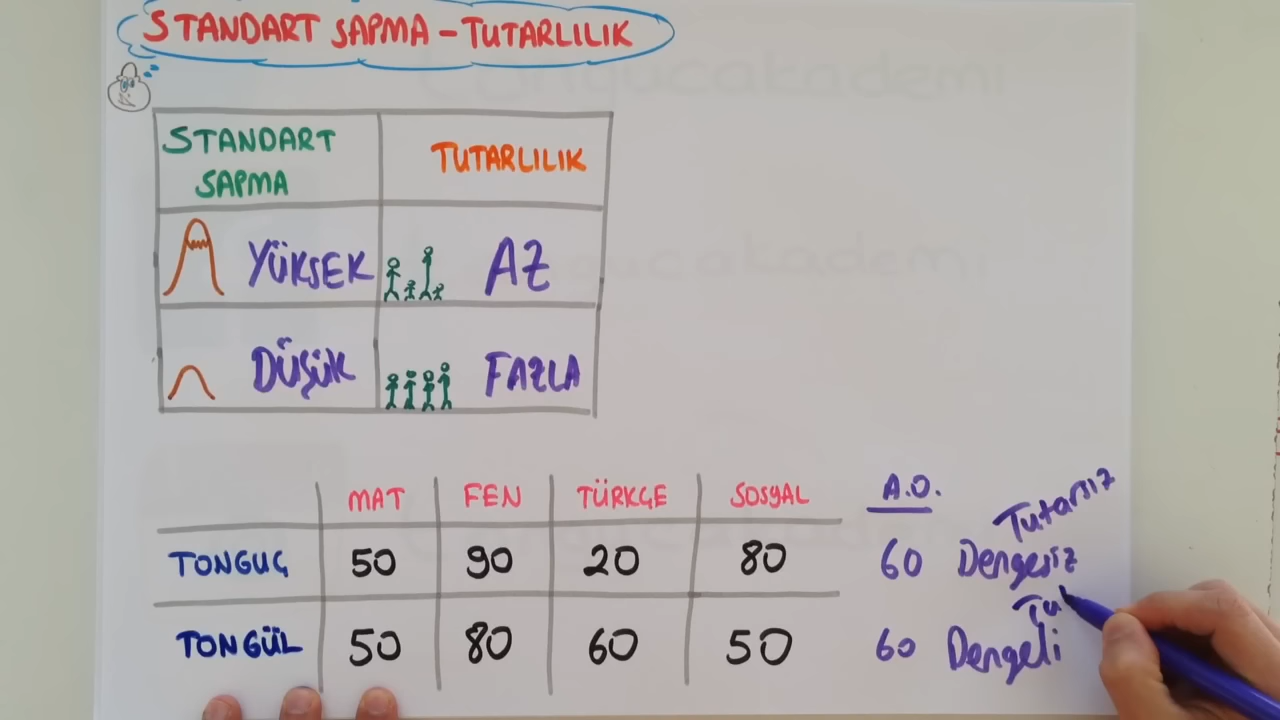 STANDART SAPMA - TUTARLILIK
STANDART SAPMA
TUTARLILIK
YÜKSEK
AZ
DÜŞÜK
FAZLA
MAT FEN TÜRKÇE SOSYAL A.O.
Tutarsız
TONGUÇ 50 90 20 80 60 Dengesiz
Tu
TONGÜL 50 80 60 50 60 Dengeli